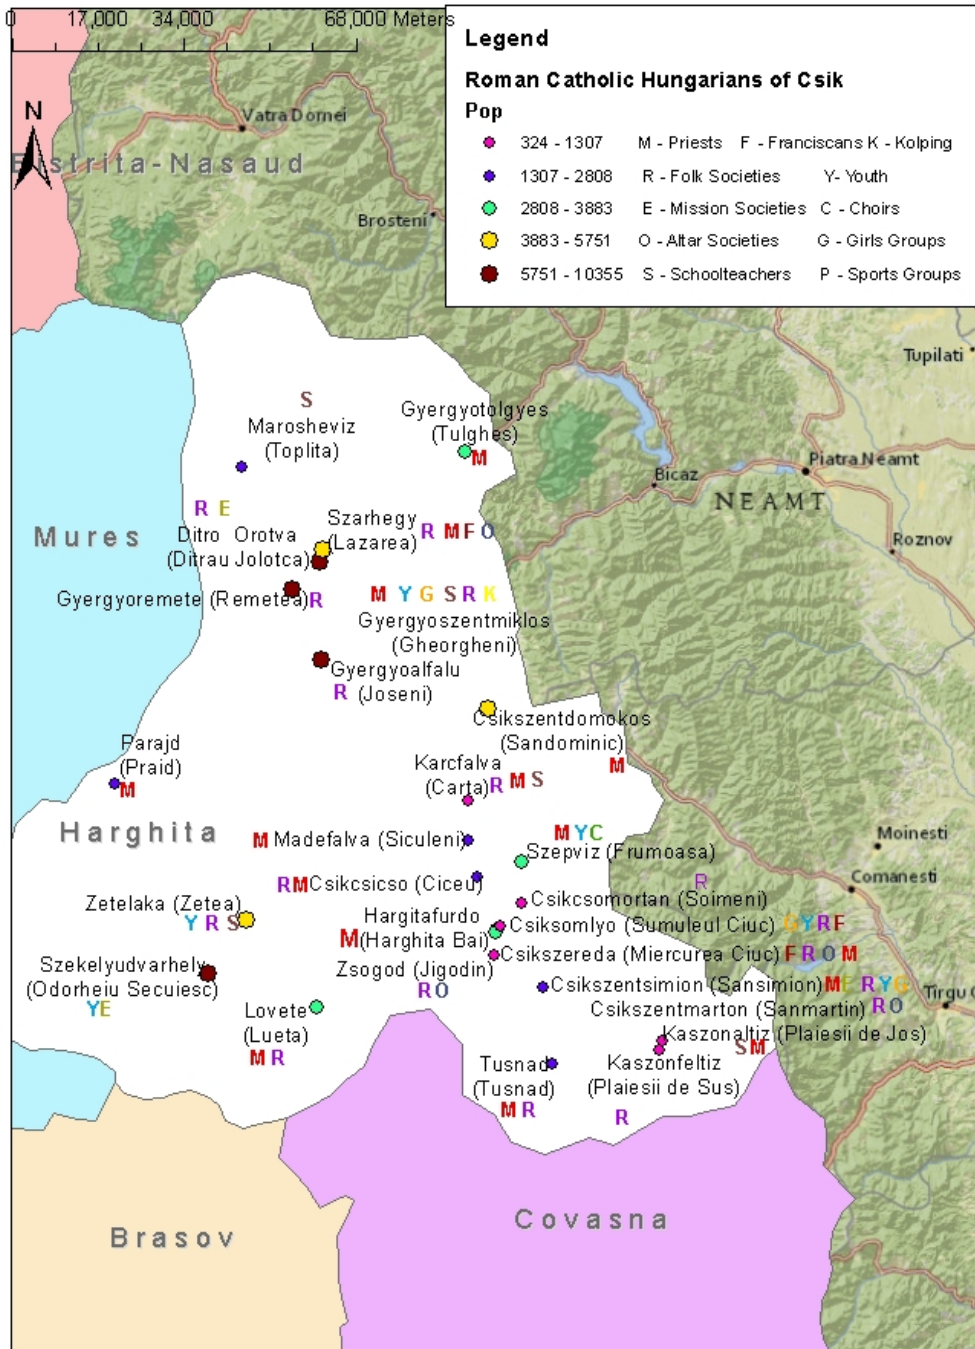 0 17,000 34,000 68,000 Meters
Legend
Roman Catholic Hungarians of Csik
Pop
324 - 1307 M - Priests F - Franciscans K - Kolping
1307 - 2808 R - Folk Societies Y- Youth
2808 - 3883 E - Mission Societies C - Choirs
3883 - 5751 O - Altar Societies G - Girls Groups
5751 - 10355 S - Schoolteachers P - Sports Groups
N
Vatra Dornei
Bistrita-Nasaud
Brosteni
Tupilati
S
Marosheviz
(Toplita)
Gyergyotolgyes
(Tulghes)
M
Bicaz
Piatra Neamt
NEAMT
Roznov
Mures
R E
Ditro Orotva
(Ditrau Jolotca)
Szarhegy
(Lazarea)
R M F O
Gyergyoremete (Remetea) R
M Y G S R K
Gyergyoszentmiklos
(Gheorgheni)
Gyergyoalfalu
(Joseni)
R
Csikszentdomokos
(Sandominic)
M
Parajd
(Praid)
M
Karcfalva
(Carta) R M S
Harghita
M Madefalva (Siculeni)
M Y C
Szepviz (Frumoasa)
Moinesti
Comanesti
R M Csikcsicso (Ciceu)
R
Csikcsomortan (Soimeni)
Zetelaka (Zetea)
Y R S
Hargitafurdo
M (Harghita Bai)
Csiksomlyo (Sumuleul Ciuc) G Y R F
Csikszereda (Miercurea Ciuc) F R O M
Szekelyudvarhely
(Odorheiu Secuiesc)
Y E
Zsogod (Jigodin)
R O
Csikszentsimion (Sansimion) M E R Y G
Csikszentmarton (Sanmartin) R O
Tirgu O
Lovete
(Lueta)
M R
Kaszonaltiz (Plaiesii de Jos)
S M
Kaszonfeltiz
(Plaiesii de Sus)
R
Tusnad
(Tusnad)
M R
Covasna
Brasov